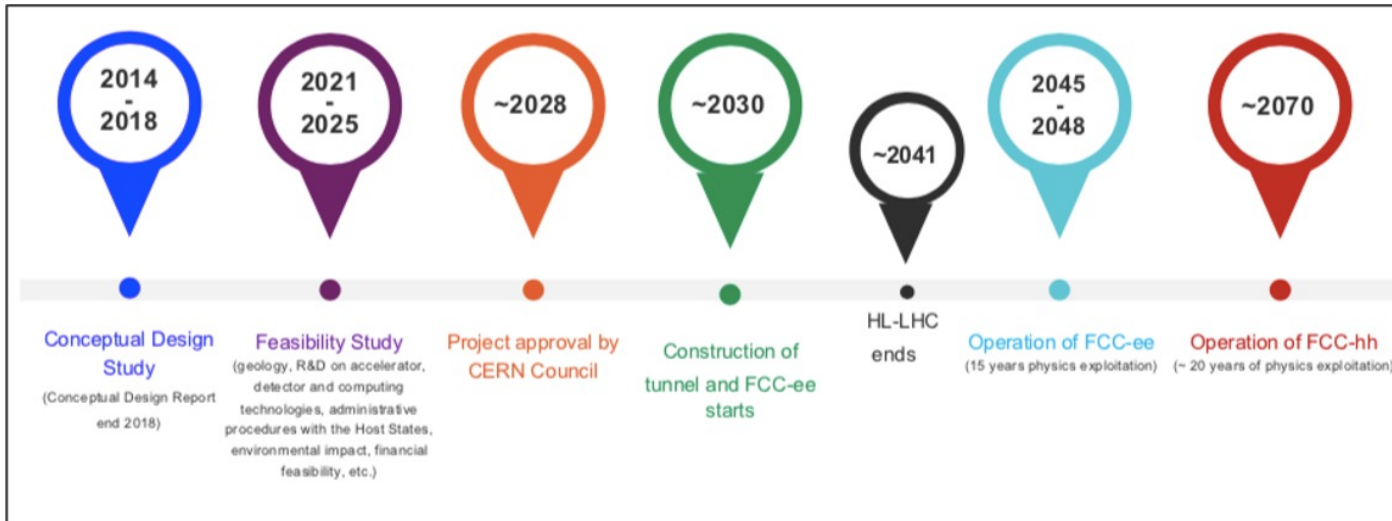 2014
-
2018
2021
-
2025
~2028
~2030
~2041
2045
-
2048
~2070
Conceptual Design
Study
(Conceptual Design Report
end 2018)
Feasibility Study
(geology, R&D on accelerator,
detector and computing
technologies, administrative
procedures with the Host States,
environmental impact, financial
feasibility, etc.)
Project approval by
CERN Council
Construction of
tunnel and FCC-ee
starts
HL-LHC
ends
Operation of FCC-ee
(15 years physics exploitation)
Operation of FCC-hh
(~ 20 years of physics exploitation)